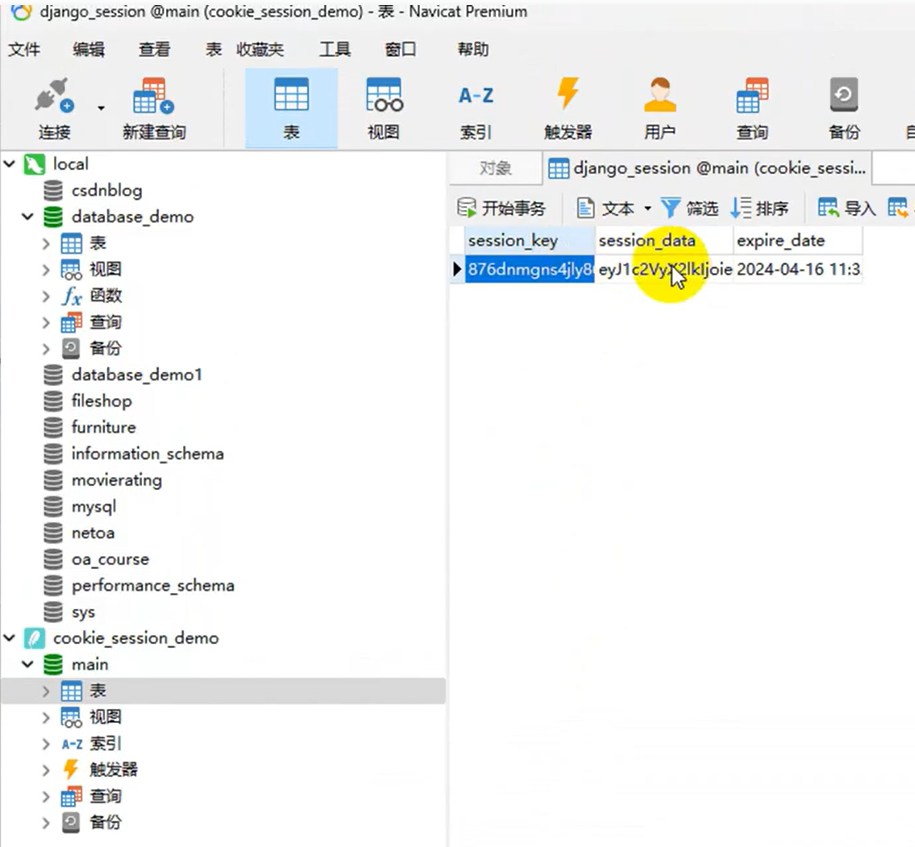 django_session @main (cookie_session_demo) - 表 - Navicat Premium
文件 编辑 查看 表 收藏夹 工具 窗口 帮助
A-Z
连接 新建查询 表 视图 索引 触发器 用户 查询 备份
local
csdnblog
database_demo
表
视图
fx 函数
查询
备份
database_demo1
fileshop
furniture
information_schema
movierating
mysql
netoa
oa_course
performance_schema
sys
cookie_session_demo
main
表
视图
A-Z 索引
触发器
查询
备份
对象 django_session @main (cookie_sessi...
开始事务 文本 筛选 排序 导入
session_key session_data expire_date
876dnmgns4jly8 eyJ1c2VyX2lkIjoie 2024-04-16 11:3